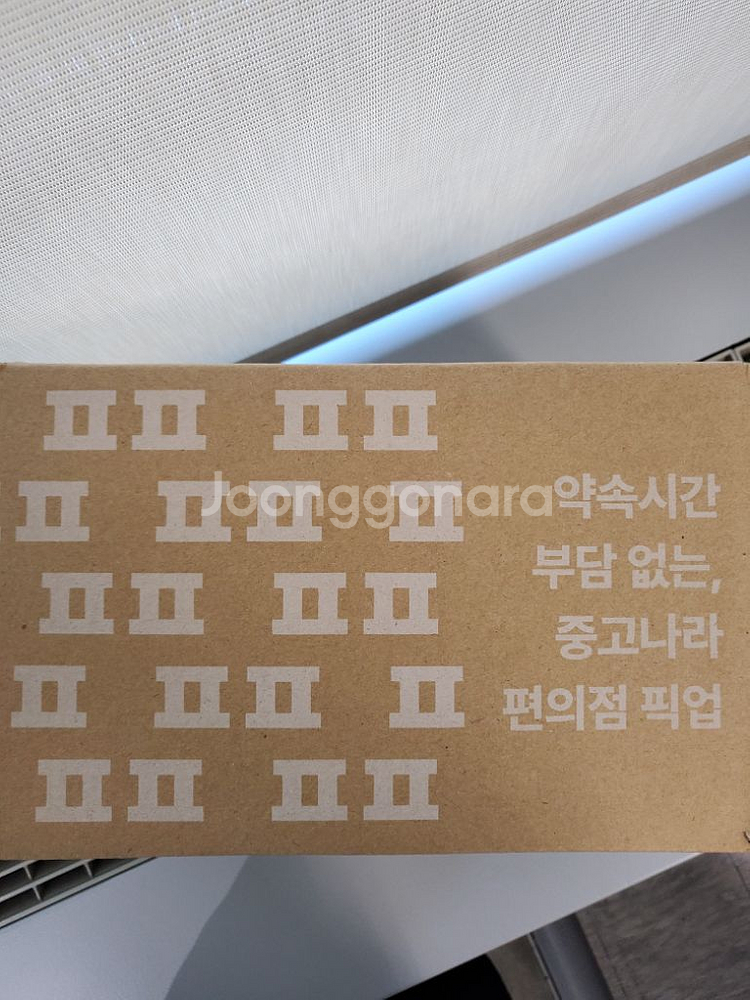 Joonggonara
약속시간
부담 없는,
중고나라
편의점 픽업